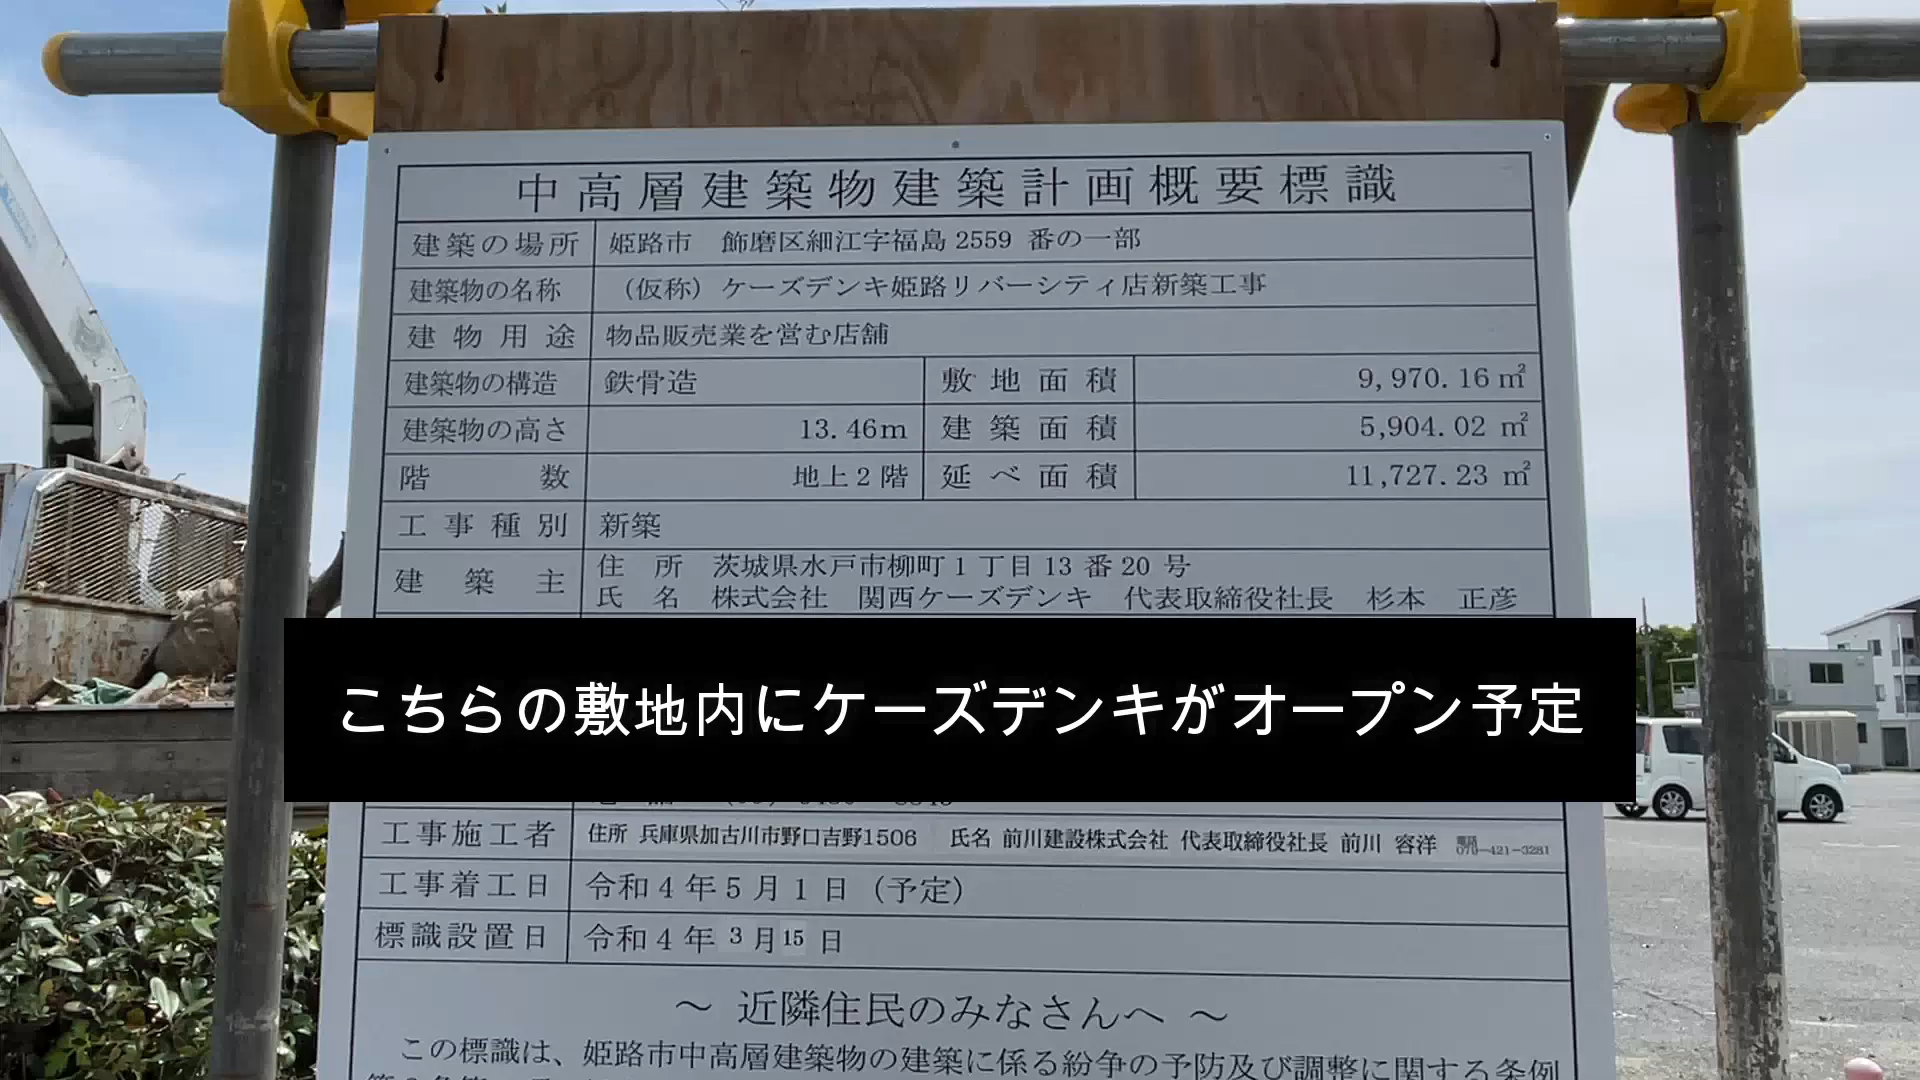 中高層建築物建築計画概要標識
建築の場所 姫路市 飾磨区細江字福島 2559 番の一部
建築物の名称 (仮称)ケーズデンキ姫路リバーシティ店新築工事
建物用途 物品販売業を営む店舗
建築物の構造 鉄骨造 敷地面積 9,970.16㎡
建築物の高さ 13.46m 建築面積 5,904.02 ㎡
階数 地上2階 延べ面積 11,727.23 ㎡
工事種別 新築
建築主 住所 茨城県水戸市柳町1丁目13番20号
氏名 株式会社 関西ケーズデンキ 代表取締役社長 杉本 正彦
こちらの敷地内にケーズデンキがオープン予定
工事施工者 住所 兵庫県加古川市野口吉野1506 氏名 前川建設株式会社 代表取締役社長 前川 容洋 電話 079-421-3281
工事着工日 令和4年5月1日(予定)
標識設置日 令和4年3月15日
～ 近隣住民のみなさんへ ～
この標識は、姫路市中高層建築物の建築に係る紛争の予防及び調整に関する条例